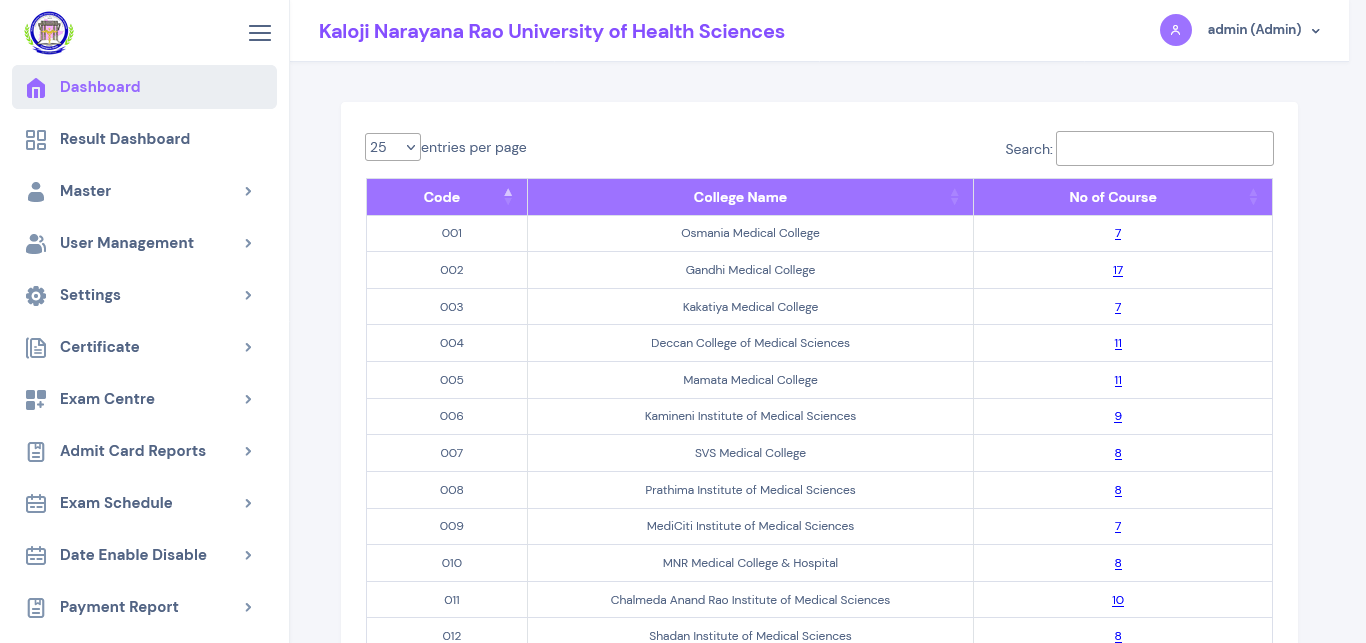 Kaloji Narayana Rao University of Health Sciences
admin (Admin)
Dashboard
Result Dashboard
Master
User Management
Settings
Certificate
Exam Centre
Admit Card Reports
Exam Schedule
Date Enable Disable
Payment Report
25 entries per page
Search:
Code College Name No of Course
001 Osmania Medical College 7
002 Gandhi Medical College 17
003 Kakatiya Medical College 7
004 Deccan College of Medical Sciences 11
005 Mamata Medical College 11
006 Kamineni Institute of Medical Sciences 9
007 SVS Medical College 8
008 Prathima Institute of Medical Sciences 8
009 MediCiti Institute of Medical Sciences 7
010 MNR Medical College & Hospital 8
011 Chalmeda Anand Rao Institute of Medical Sciences 10
012 Shadan Institute of Medical Sciences 8